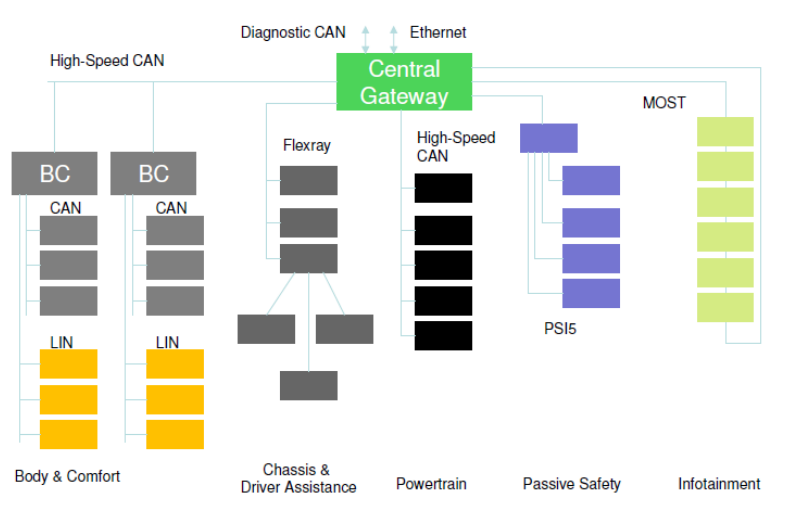 Diagnostic CAN
Ethernet
High-Speed CAN
Central
Gateway
MOST
Flexray
High-Speed
CAN
BC
BC
CAN
CAN
PSI5
LIN
LIN
Body & Comfort
Chassis &
Driver Assistance
Powertrain
Passive Safety
Infotainment